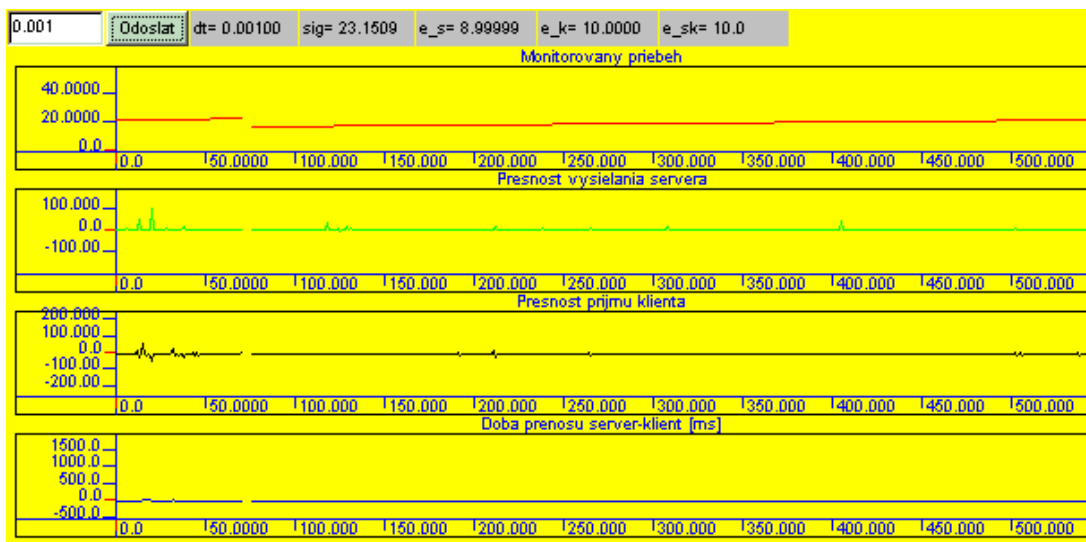 0.001 Odoslat dt= 0.00100 sig= 23.1509 e_s= 8.99999 e_k= 10.0000 e_sk= 10.0
Monitorovany priebeh
40.0000
20.0000
0.0
0.0 50.0000 100.000 150.000 200.000 250.000 300.000 350.000 400.000 450.000 500.000
Presnost vysielania servera
100.000
0.0
-100.00
0.0 50.0000 100.000 150.000 200.000 250.000 300.000 350.000 400.000 450.000 500.000
Presnost prijmu klienta
200.000
100.000
0.0
-100.00
-200.00
0.0 50.0000 100.000 150.000 200.000 250.000 300.000 350.000 400.000 450.000 500.000
Doba prenosu server-klient [ms]
1500.0
1000.0
500.0
0.0
-500.0
0.0 50.0000 100.000 150.000 200.000 250.000 300.000 350.000 400.000 450.000 500.000